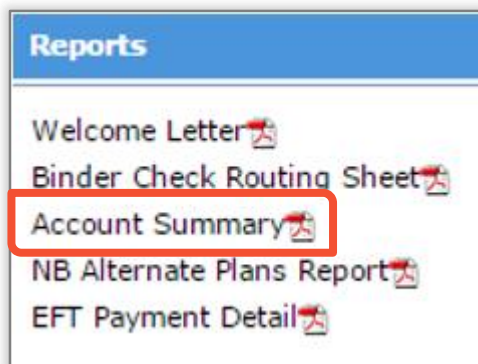 Reports
Welcome Letter
Binder Check Routing Sheet
Account Summary
NB Alternate Plans Report
EFT Payment Detail